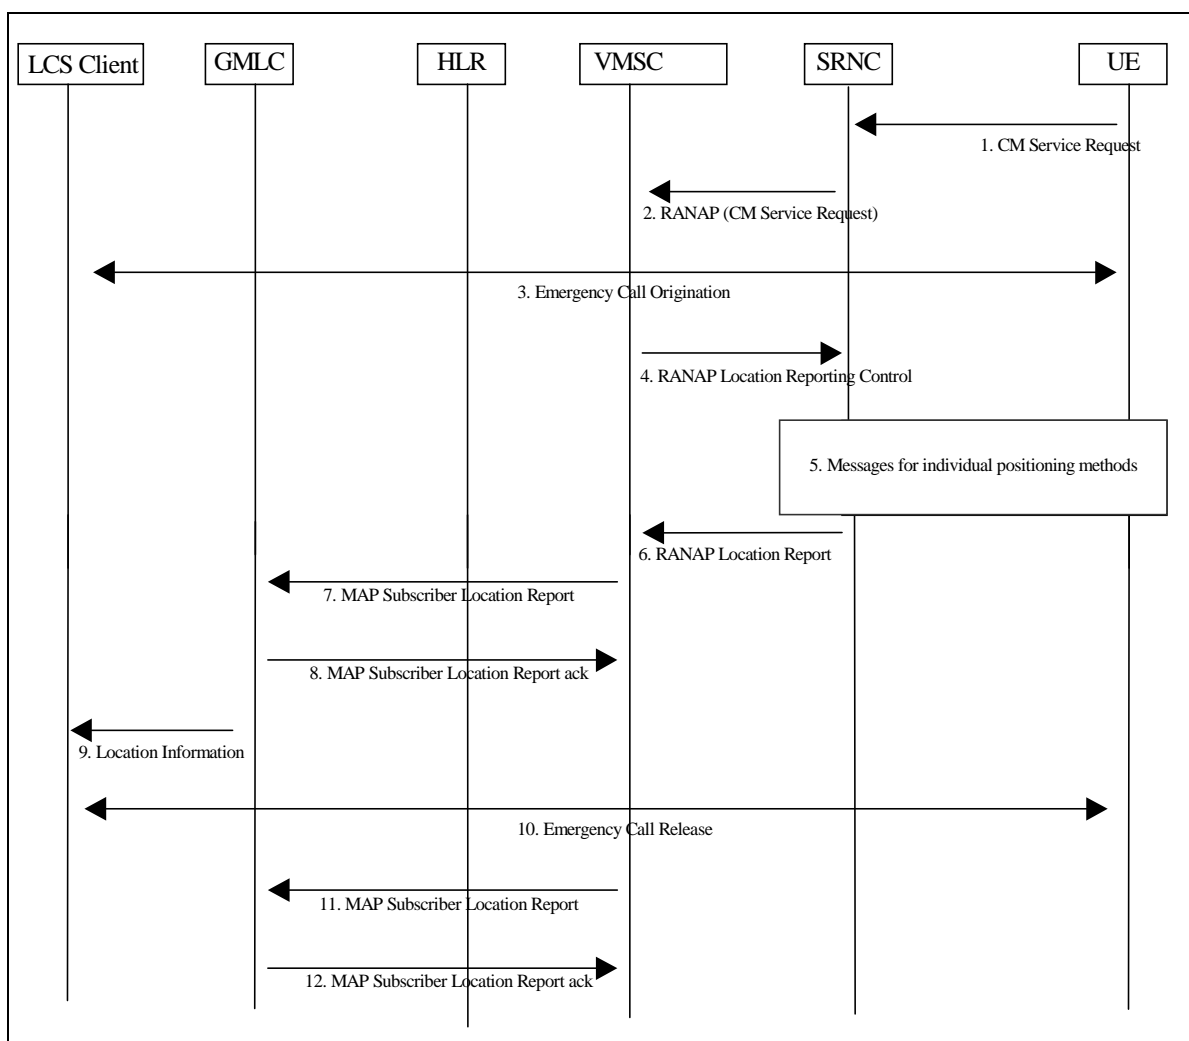 LCS Client
GMLC
HLR
VMSC
SRNC
UE
1. CM Service Request
2. RANAP (CM Service Request)
3. Emergency Call Origination
4. RANAP Location Reporting Control
5. Messages for individual positioning methods
6. RANAP Location Report
7. MAP Subscriber Location Report
8. MAP Subscriber Location Report ack
9. Location Information
10. Emergency Call Release
11. MAP Subscriber Location Report
12. MAP Subscriber Location Report ack